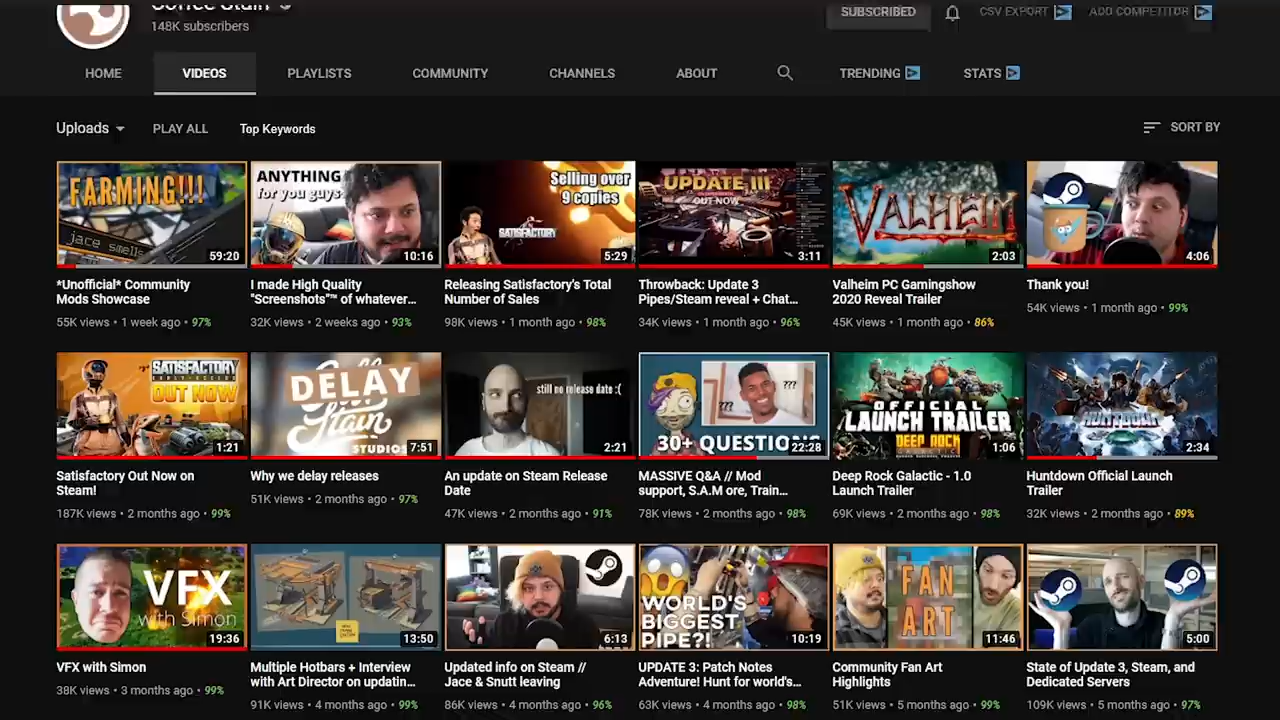 Coffee Stain
148K subscribers
SUBSCRIBED
CSV EXPORT
ADD COMPETITOR
HOME
VIDEOS
PLAYLISTS
COMMUNITY
CHANNELS
ABOUT
TRENDING
STATS
Uploads
PLAY ALL
Top Keywords
SORT BY
FARMING!!!
jace smells
59:20
ANYTHING
for you guys
10:16
Selling over
9 copies
SATISFACTORY
5:29
UPDATE III
OUT NOW
3:11
VALHEIM
2:03
4:06
*Unofficial* Community
Mods Showcase
55K views • 1 week ago • 97%
I made High Quality
"Screenshots"™ of whatever...
32K views • 2 weeks ago • 93%
Releasing Satisfactory's Total
Number of Sales
98K views • 1 month ago • 98%
Throwback: Update 3
Pipes/Steam reveal + Chat...
34K views • 1 month ago • 96%
Valheim PC Gamingshow
2020 Reveal Trailer
45K views • 1 month ago • 86%
Thank you!
54K views • 1 month ago • 99%
SATISFACTORY
OUT NOW
1:21
DELAY
Coffee
Stain
STUDIOS
7:51
still no release date :(
2:21
???
???
30+ QUESTIONS
22:28
OFFICIAL
LAUNCH TRAILER
DEEP ROCK
GALACTIC
1:06
HUNTDOWN
2:34
Satisfactory Out Now on
Steam!
187K views • 2 months ago • 99%
Why we delay releases
51K views • 2 months ago • 97%
An update on Steam Release
Date
47K views • 2 months ago • 91%
MASSIVE Q&A // Mod
support, S.A.M ore, Train...
78K views • 2 months ago • 98%
Deep Rock Galactic - 1.0
Launch Trailer
69K views • 2 months ago • 98%
Huntdown Official Launch
Trailer
32K views • 2 months ago • 89%
VFX
with Simon
19:36
13:50
6:13
WORLD'S
BIGGEST
PIPE?!
10:19
FAN
ART
11:46
5:00
VFX with Simon
38K views • 3 months ago • 99%
Multiple Hotbars + Interview
with Art Director on updatin...
91K views • 4 months ago • 99%
Updated info on Steam //
Jace & Snutt leaving
86K views • 4 months ago • 96%
UPDATE 3: Patch Notes
Adventure! Hunt for world's...
63K views • 4 months ago • 98%
Community Fan Art
Highlights
51K views • 5 months ago • 99%
State of Update 3, Steam, and
Dedicated Servers
109K views • 5 months ago • 97%